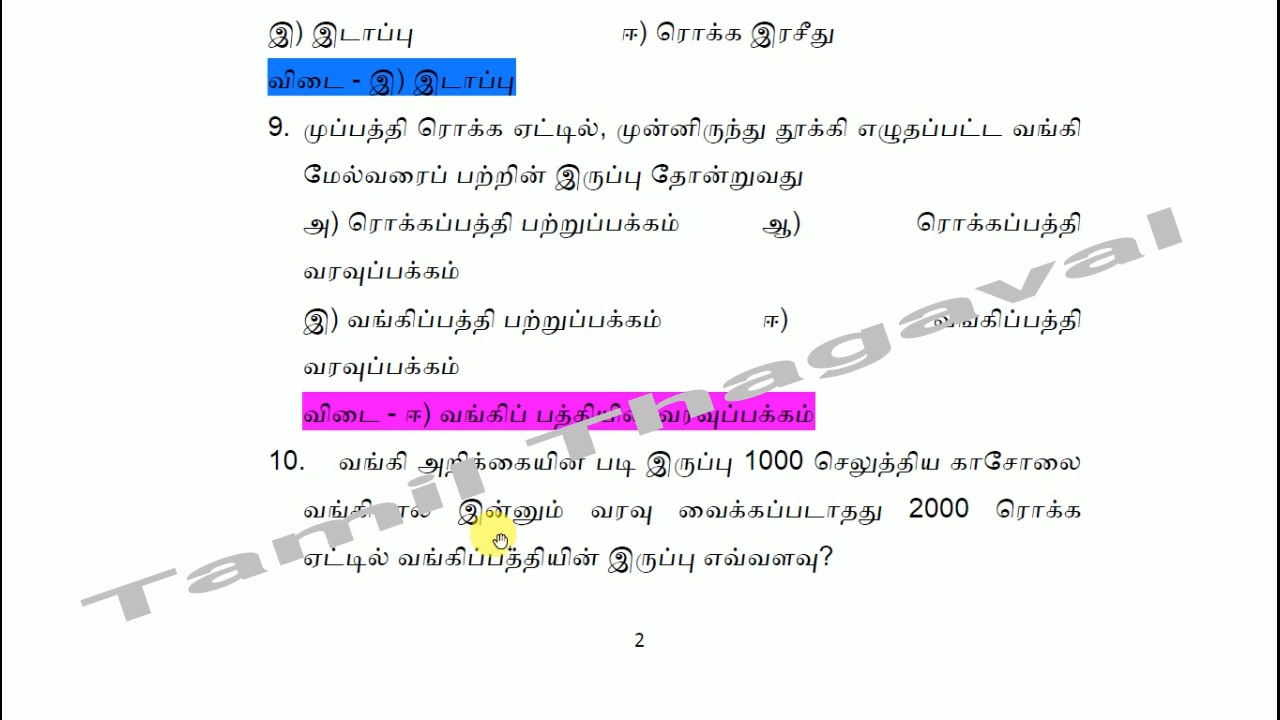 இ) இடாப்பு ஈ) ரொக்க இரசீது
விடை - இ) இடாப்பு
9. முப்பத்தி ரொக்க ஏட்டில், முன்னிருந்து தூக்கி எழுதப்பட்ட வங்கி
மேல்வரைப் பற்றின் இருப்பு தோன்றுவது
அ) ரொக்கப்பத்தி பற்றுப்பக்கம் ஆ) ரொக்கப்பத்தி
வரவுப்பக்கம்
இ) வங்கிப்பத்தி பற்றுப்பக்கம் ஈ) வங்கிப்பத்தி
வரவுப்பக்கம்
விடை - ஈ) வங்கிப் பத்தியின் வரவுப்பக்கம்
10. வங்கி அறிக்கையின் படி இருப்பு 1000 செலுத்திய காசோலை
வங்கியால் இன்னும் வரவு வைக்கப்படாதது 2000 ரொக்க
ஏட்டில் வங்கிப்பத்தியின் இருப்பு எவ்வளவு?
2
Tamil Thagaval